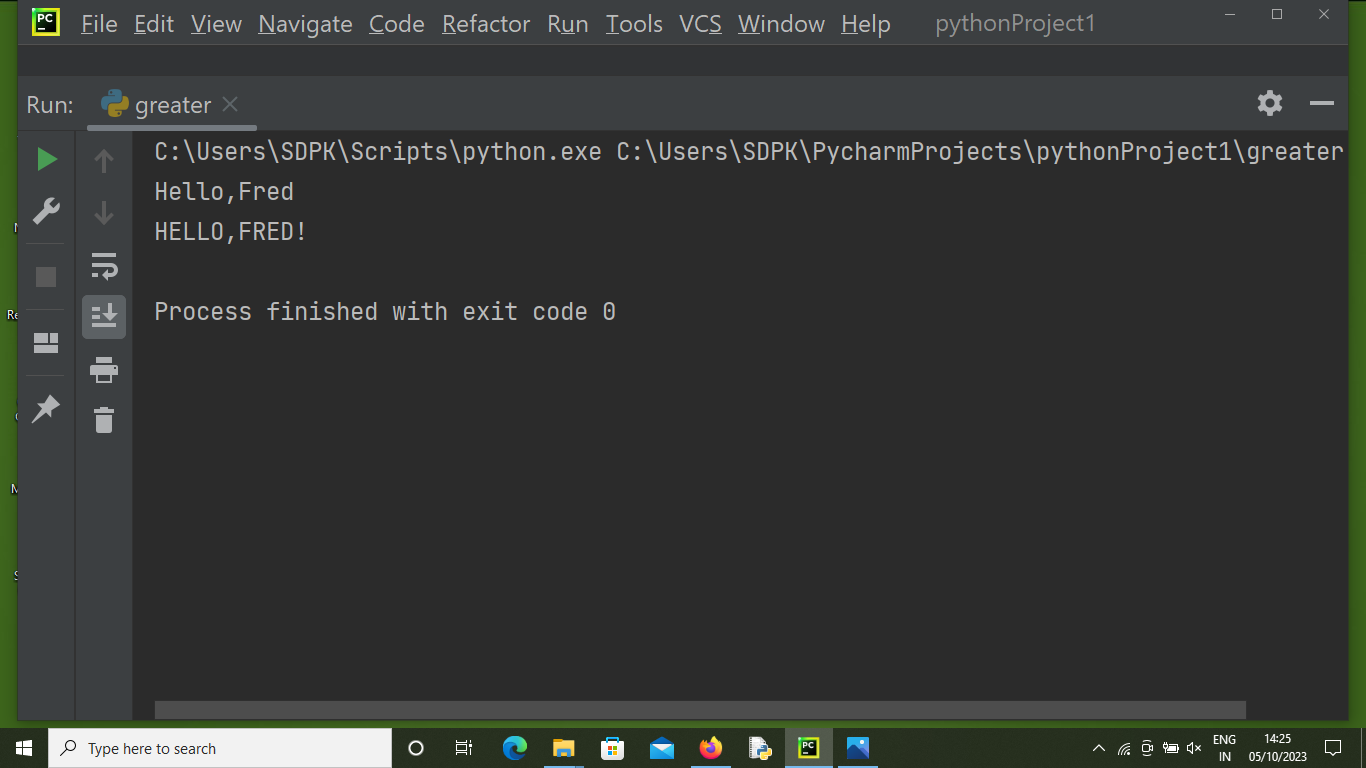 PC File Edit View Navigate Code Refactor Run Tools VCS Window Help pythonProject1
Run: greater
C:\Users\SDPK\Scripts\python.exe C:\Users\SDPK\PycharmProjects\pythonProject1\greater
Hello,Fred
HELLO,FRED!
Process finished with exit code 0
Re
Type here to search
PC
ENG
IN
14:25
05/10/2023